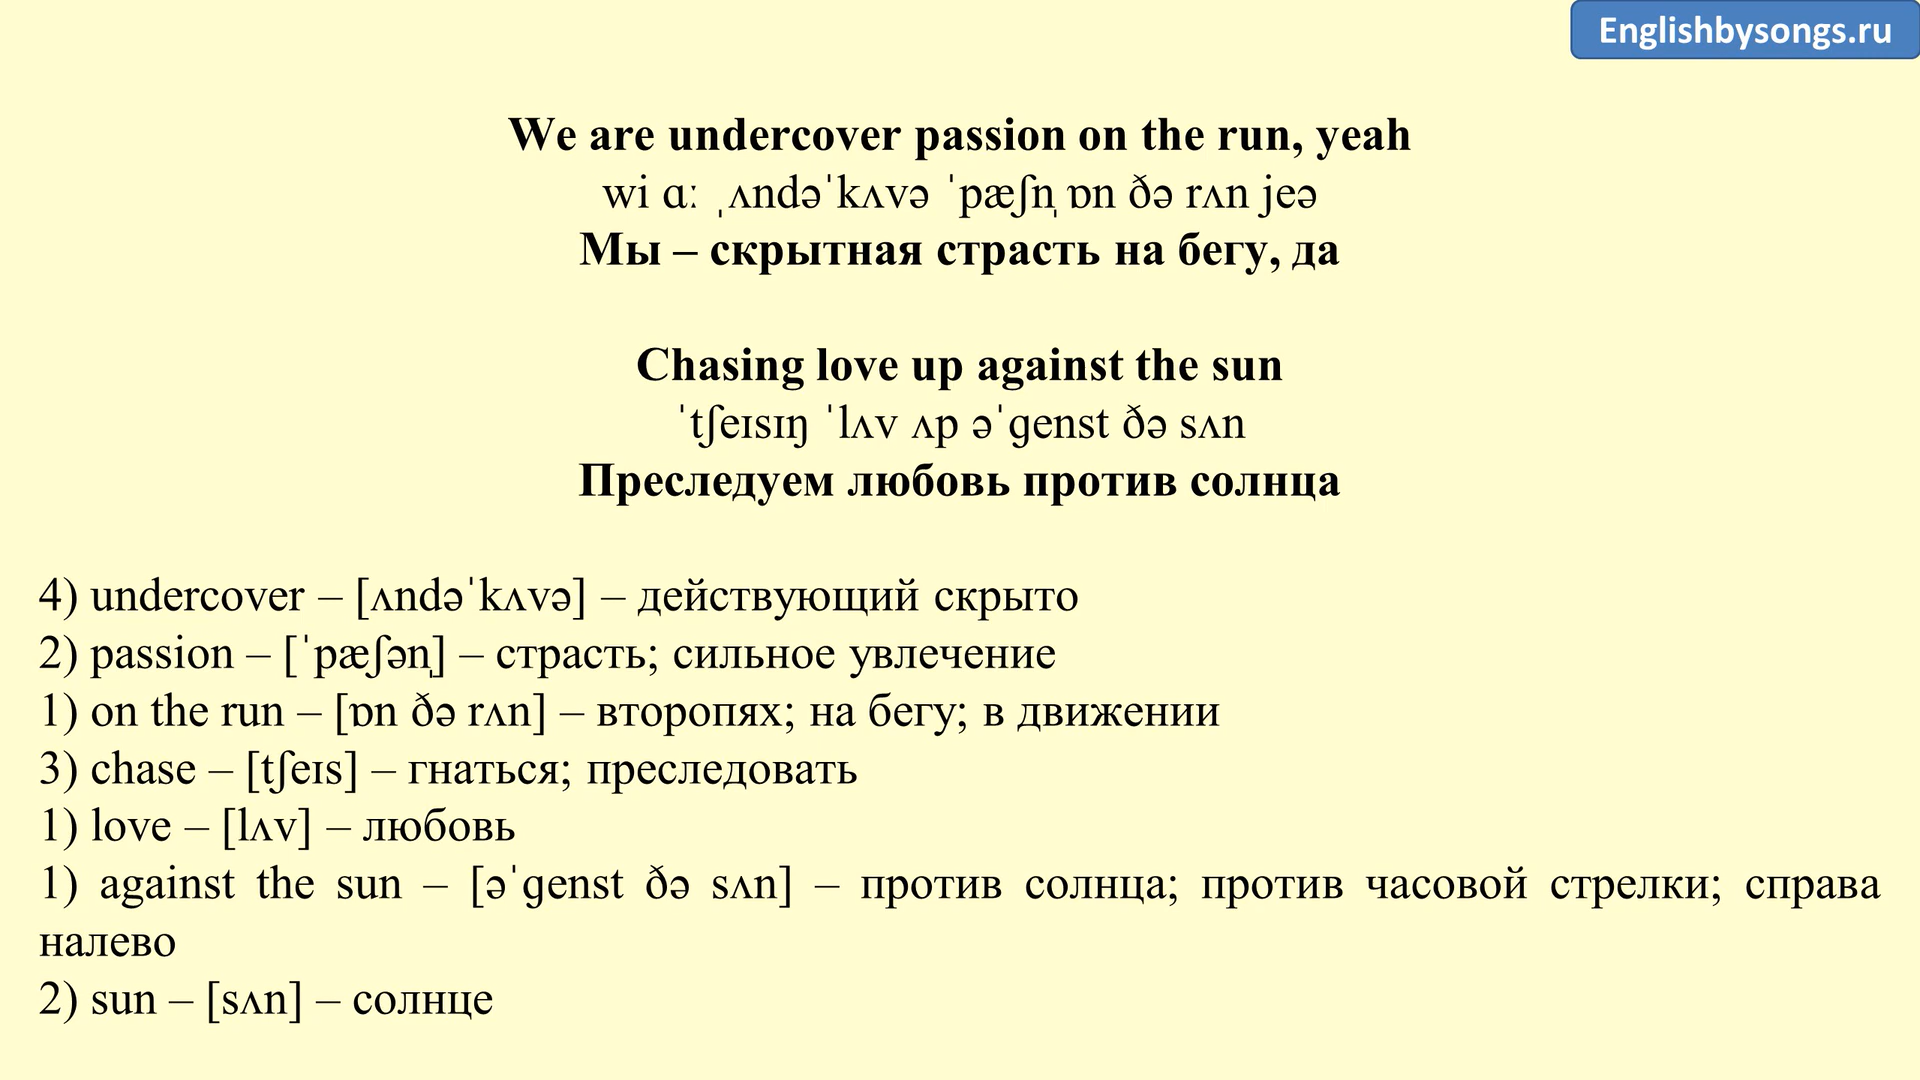 Englishbysongs.ru
We are undercover passion on the run, yeah
wi ɑː ˌʌndəˈkʌvə ˈpæʃn̩ ɒn ðə rʌn jeə
Мы – скрытная страсть на бегу, да
Chasing love up against the sun
ˈtʃeɪsɪŋ ˈlʌv ʌp əˈɡenst ðə sʌn
Преследуем любовь против солнца
4) undercover – [ʌndəˈkʌvə] – действующий скрыто
2) passion – [ˈpæʃən̩] – страсть; сильное увлечение
1) on the run – [ɒn ðə rʌn] – второпях; на бегу; в движении
3) chase – [tʃeɪs] – гнаться; преследовать
1) love – [lʌv] – любовь
1) against the sun – [əˈɡenst ðə sʌn] – против солнца; против часовой стрелки; справа
налево
2) sun – [sʌn] – солнце